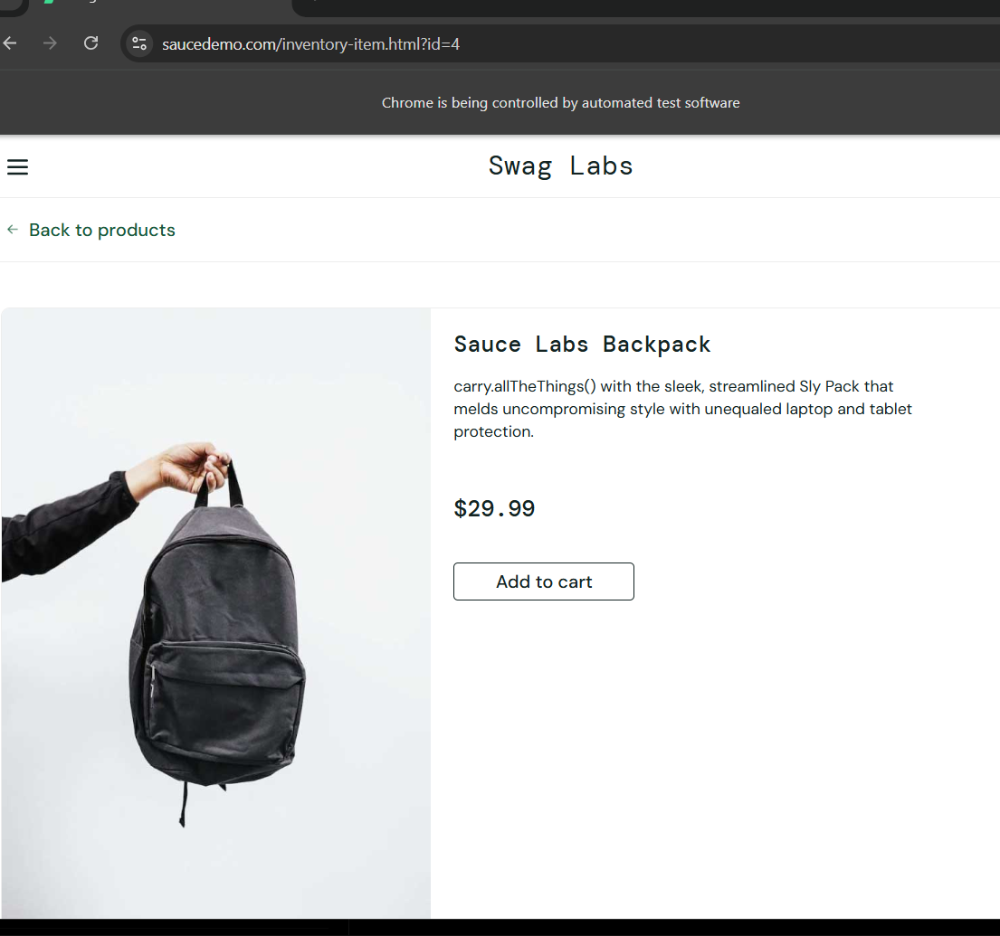 saucedemo.com/inventory-item.html?id=4
Chrome is being controlled by automated test software
Swag Labs
Back to products
Sauce Labs Backpack
carry.allTheThings() with the sleek, streamlined Sly Pack that
melds uncompromising style with unequaled laptop and tablet
protection.
$29.99
Add to cart